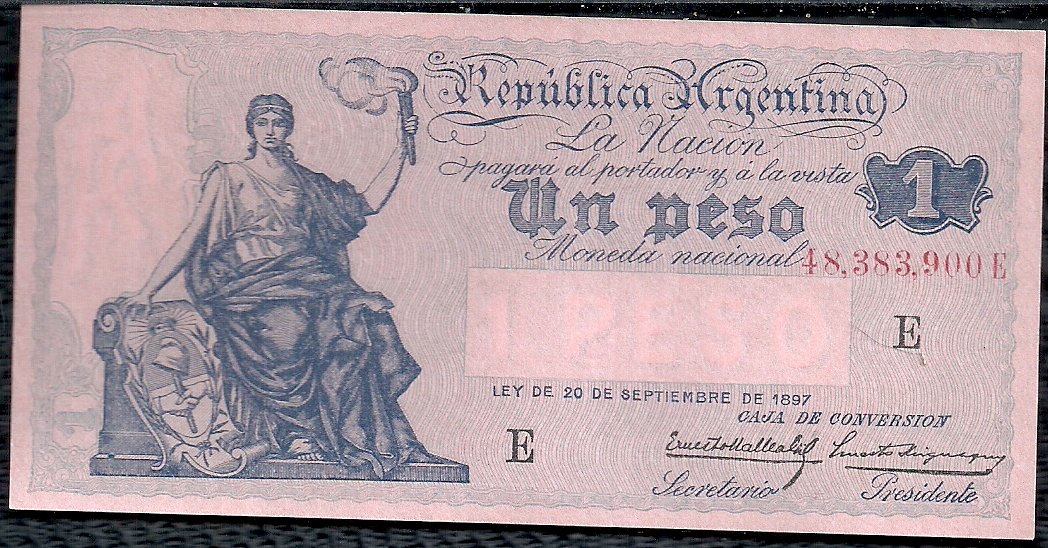 República Argentina
La Nación
pagará al portador y á la vista
Un peso
1
Moneda nacional
48,383,900 E
1 PESO
E
LEY DE 20 DE SEPTIEMBRE DE 1897
CAJA DE CONVERSION
E
1
Secretario
Presidente